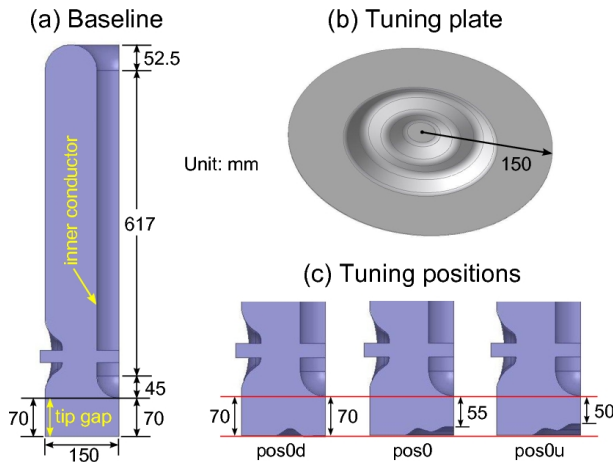 (a) Baseline
52.5
617
inner conductor
45
70
tip gap
70
150
(b) Tuning plate
Unit: mm
150
(c) Tuning positions
70
70
55
50
pos0d
pos0
pos0u